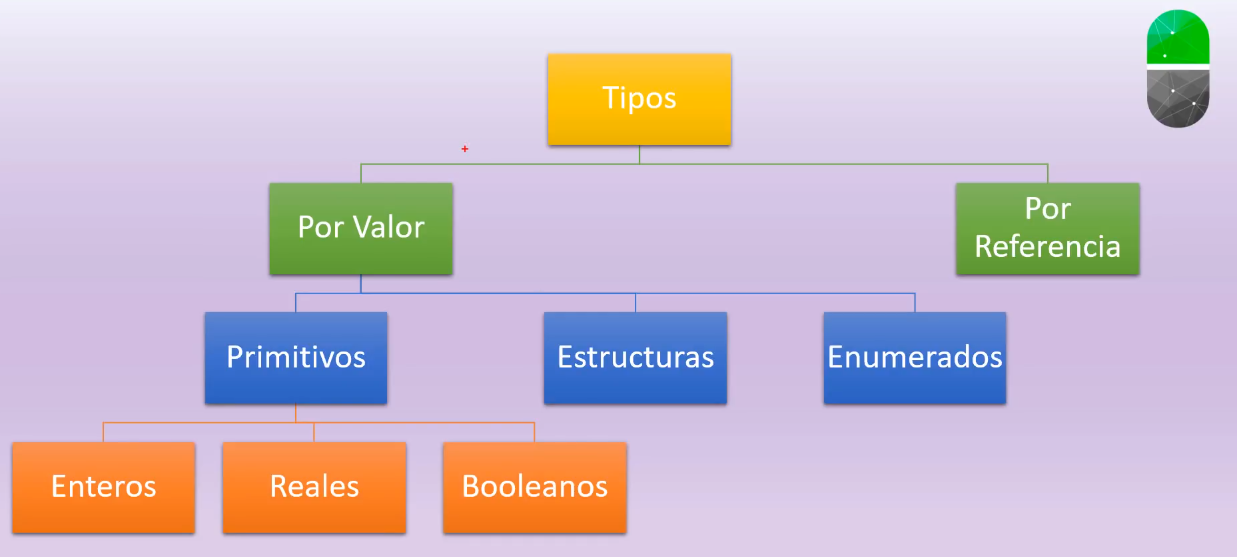 Tipos
Por Valor
Por
Referencia
Primitivos
Estructuras
Enumerados
Enteros
Reales
Booleanos